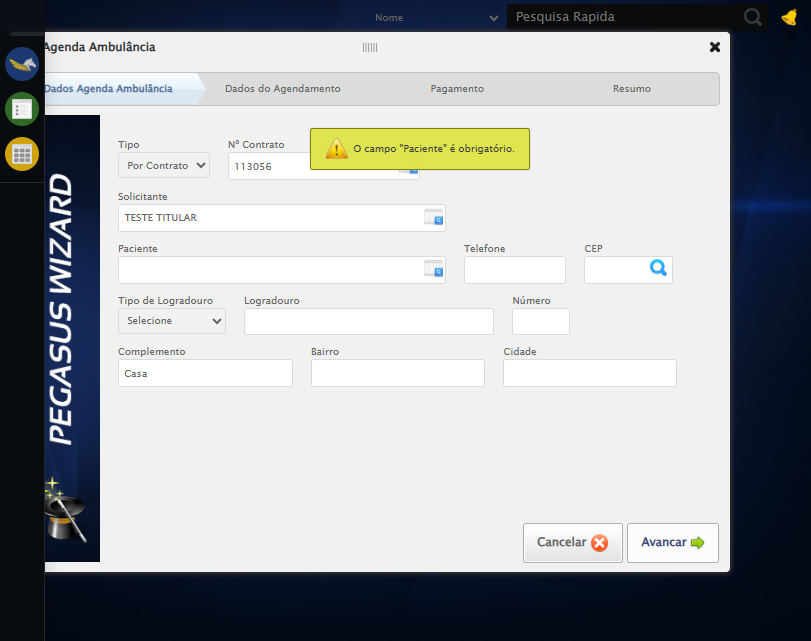 Nome
Pesquisa Rapida
Agenda Ambulância
Dados Agenda Ambulância
Dados do Agendamento
Pagamento
Resumo
PEGASUS WIZARD
Tipo
Nº Contrato
O campo "Paciente" é obrigatório.
Por Contrato
113056
Solicitante
TESTE TITULAR
Paciente
Telefone
CEP
Tipo de Logradouro
Logradouro
Número
Selecione
Complemento
Bairro
Cidade
Casa
Cancelar
Avancar